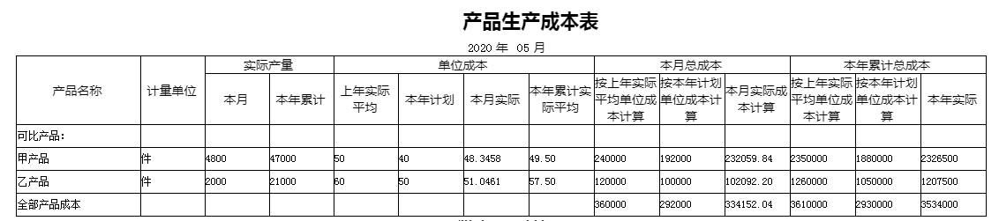 产品生产成本表
2020 年 05 月
产品名称 计量单位 实际产量 单位成本 本月总成本 本年累计总成本
本月 本年累计 上年实际平均 本年计划 本月实际 本年累计实际平均 按上年实际平均单位成本计算 按本年计划单位成本计算 本月实际成本计算 按上年实际平均单位成本计算 按本年计划单位成本计算 本年实际
可比产品:
甲产品 件 4800 47000 50 40 48.3458 49.50 240000 192000 232059.84 2350000 1880000 2326500
乙产品 件 2000 21000 60 50 51.0461 57.50 120000 100000 102092.20 1260000 1050000 1207500
全部产品成本 360000 292000 334152.04 3610000 2930000 3534000